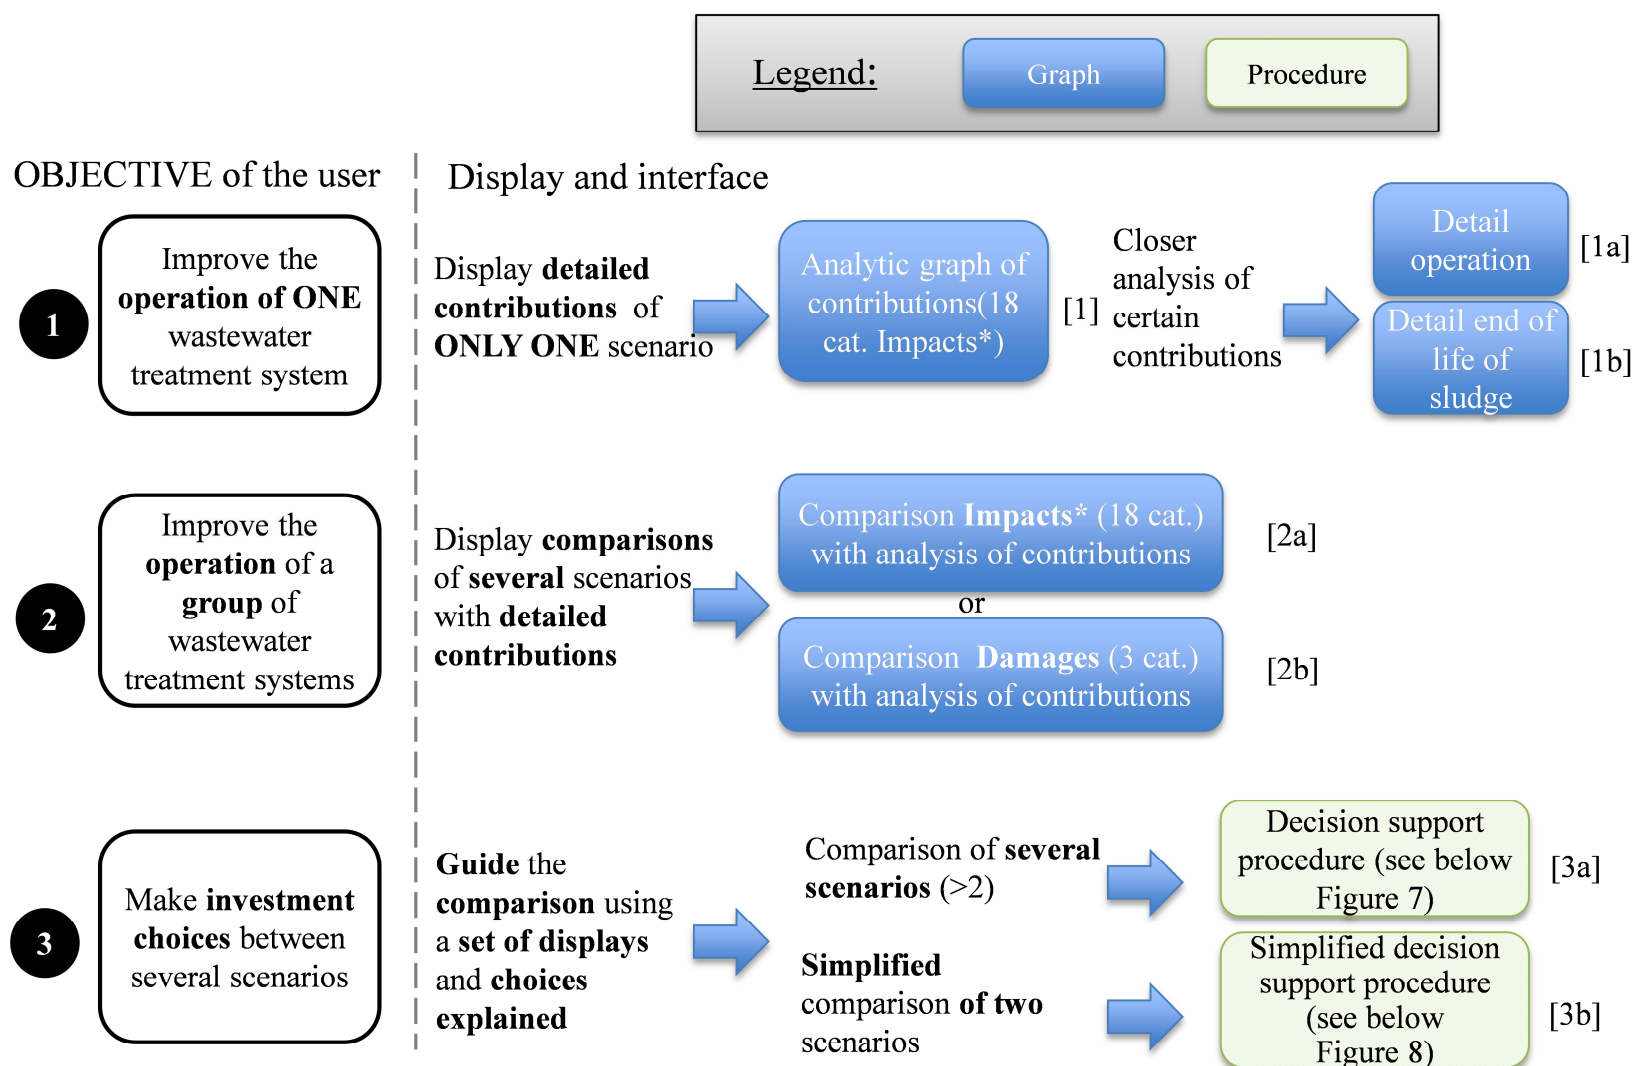 Legend:
Graph
Procedure
OBJECTIVE of the user
Display and interface
1
Improve the
operation of ONE
wastewater
treatment system
Display detailed
contributions of
ONLY ONE scenario
Analytic graph of
contributions(18
cat. Impacts*)
[1]
Closer
analysis of
certain
contributions
Detail
operation
[1a]
Detail end of
life of
sludge
[1b]
2
Improve the
operation of a
group of
wastewater
treatment systems
Display comparisons
of several scenarios
with detailed
contributions
Comparison Impacts* (18 cat.)
with analysis of contributions
[2a]
or
Comparison Damages (3 cat.)
with analysis of contributions
[2b]
3
Make investment
choices between
several scenarios
Guide the
comparison using
a set of displays
and choices
explained
Comparison of several
scenarios (>2)
Decision support
procedure (see below
Figure 7)
[3a]
Simplified
comparison of two
scenarios
Simplified decision
support procedure
(see below
Figure 8)
[3b]